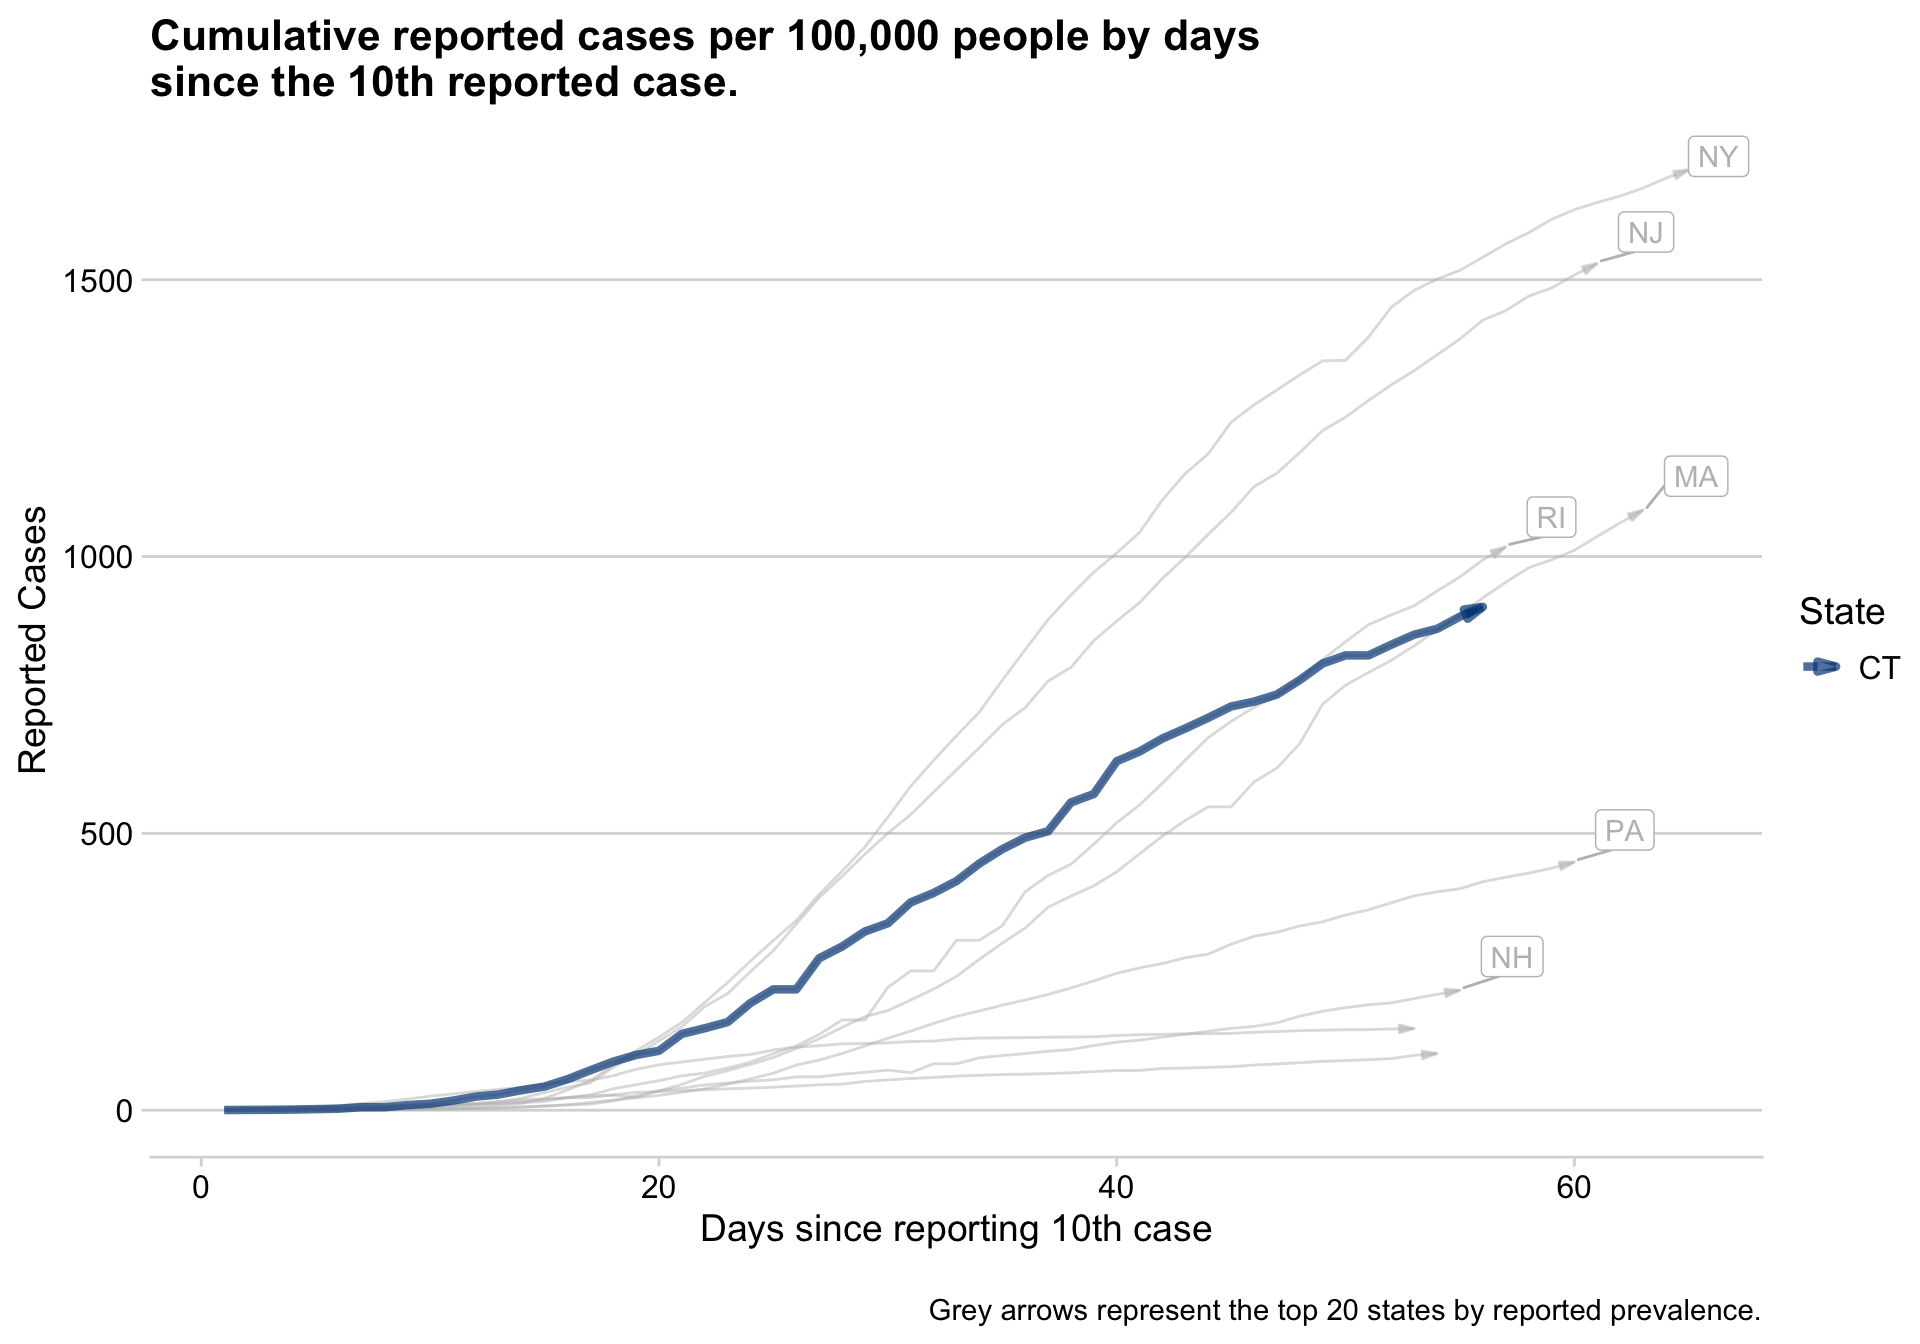 Cumulative reported cases per 100,000 people by days
since the 10th reported case.
NY
NJ
1500
MA
RI
1000
Reported Cases
State
CT
PA
500
NH
0
0 20 40 60
Days since reporting 10th case
Grey arrows represent the top 20 states by reported prevalence.